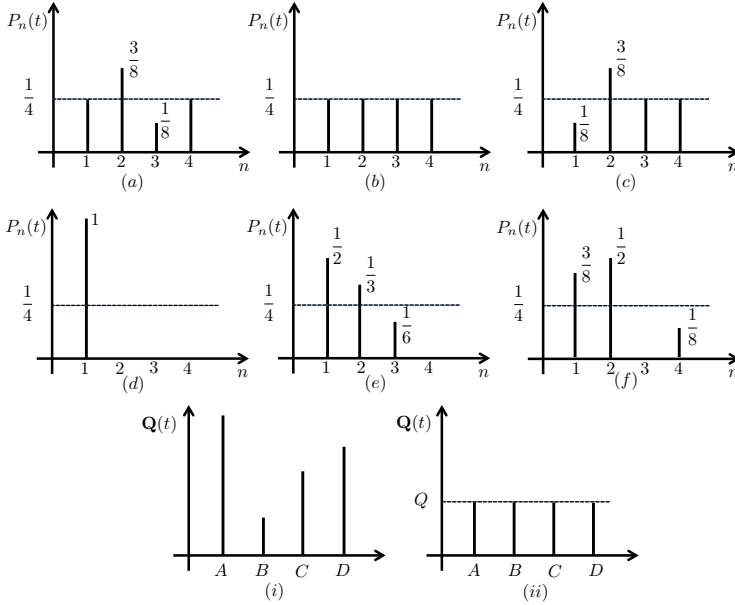 P_n(t) 1/4 3/8 1/8 1 2 3 4 n
(a)
P_n(t) 1/4 1 2 3 4 n
(b)
P_n(t) 1/4 1/8 3/8 1 2 3 4 n
(c)
P_n(t) 1/4 1 1 2 3 4 n
(d)
P_n(t) 1/4 1/2 1/3 1/6 1 2 3 4 n
(e)
P_n(t) 1/4 3/8 1/2 1/8 1 2 3 4 n
(f)
Q(t)
A B C D
(i)
Q(t)
Q
A B C D
(ii)